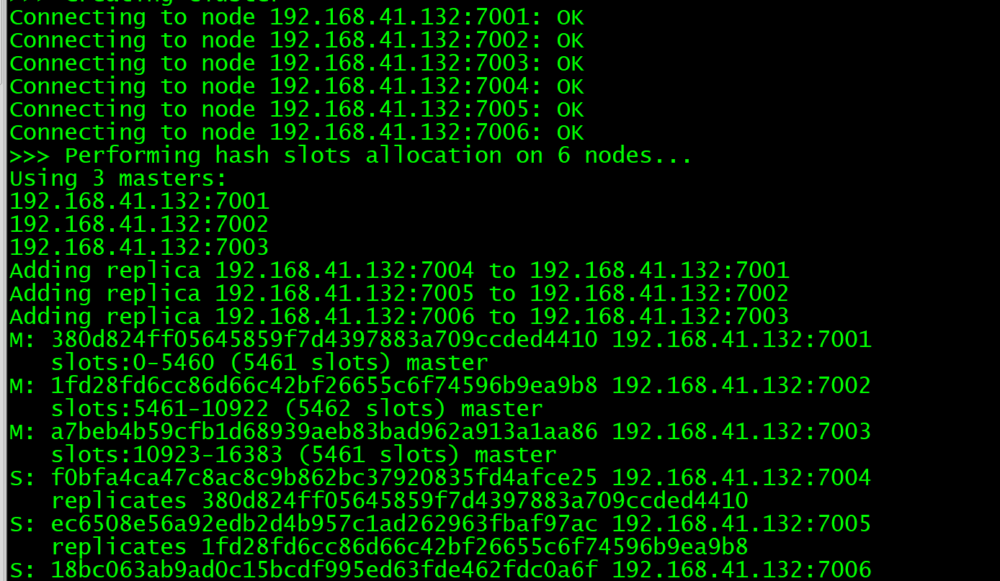 >>> Creating cluster
Connecting to node 192.168.41.132:7001: OK
Connecting to node 192.168.41.132:7002: OK
Connecting to node 192.168.41.132:7003: OK
Connecting to node 192.168.41.132:7004: OK
Connecting to node 192.168.41.132:7005: OK
Connecting to node 192.168.41.132:7006: OK
>>> Performing hash slots allocation on 6 nodes...
Using 3 masters:
192.168.41.132:7001
192.168.41.132:7002
192.168.41.132:7003
Adding replica 192.168.41.132:7004 to 192.168.41.132:7001
Adding replica 192.168.41.132:7005 to 192.168.41.132:7002
Adding replica 192.168.41.132:7006 to 192.168.41.132:7003
M: 380d824ff05645859f7d4397883a709ccded4410 192.168.41.132:7001
   slots:0-5460 (5461 slots) master
M: 1fd28fd6cc86d66c42bf26655c6f74596b9ea9b8 192.168.41.132:7002
   slots:5461-10922 (5462 slots) master
M: a7beb4b59cfb1d68939aeb83bad962a913a1aa86 192.168.41.132:7003
   slots:10923-16383 (5461 slots) master
S: f0bfa4ca47c8ac8c9b862bc37920835fd4afce25 192.168.41.132:7004
   replicates 380d824ff05645859f7d4397883a709ccded4410
S: ec6508e56a92edb2d4b957c1ad262963fbaf97ac 192.168.41.132:7005
   replicates 1fd28fd6cc86d66c42bf26655c6f74596b9ea9b8
S: 18bc063ab9ad0c15bcdf995ed63fde462fdc0a6f 192.168.41.132:7006